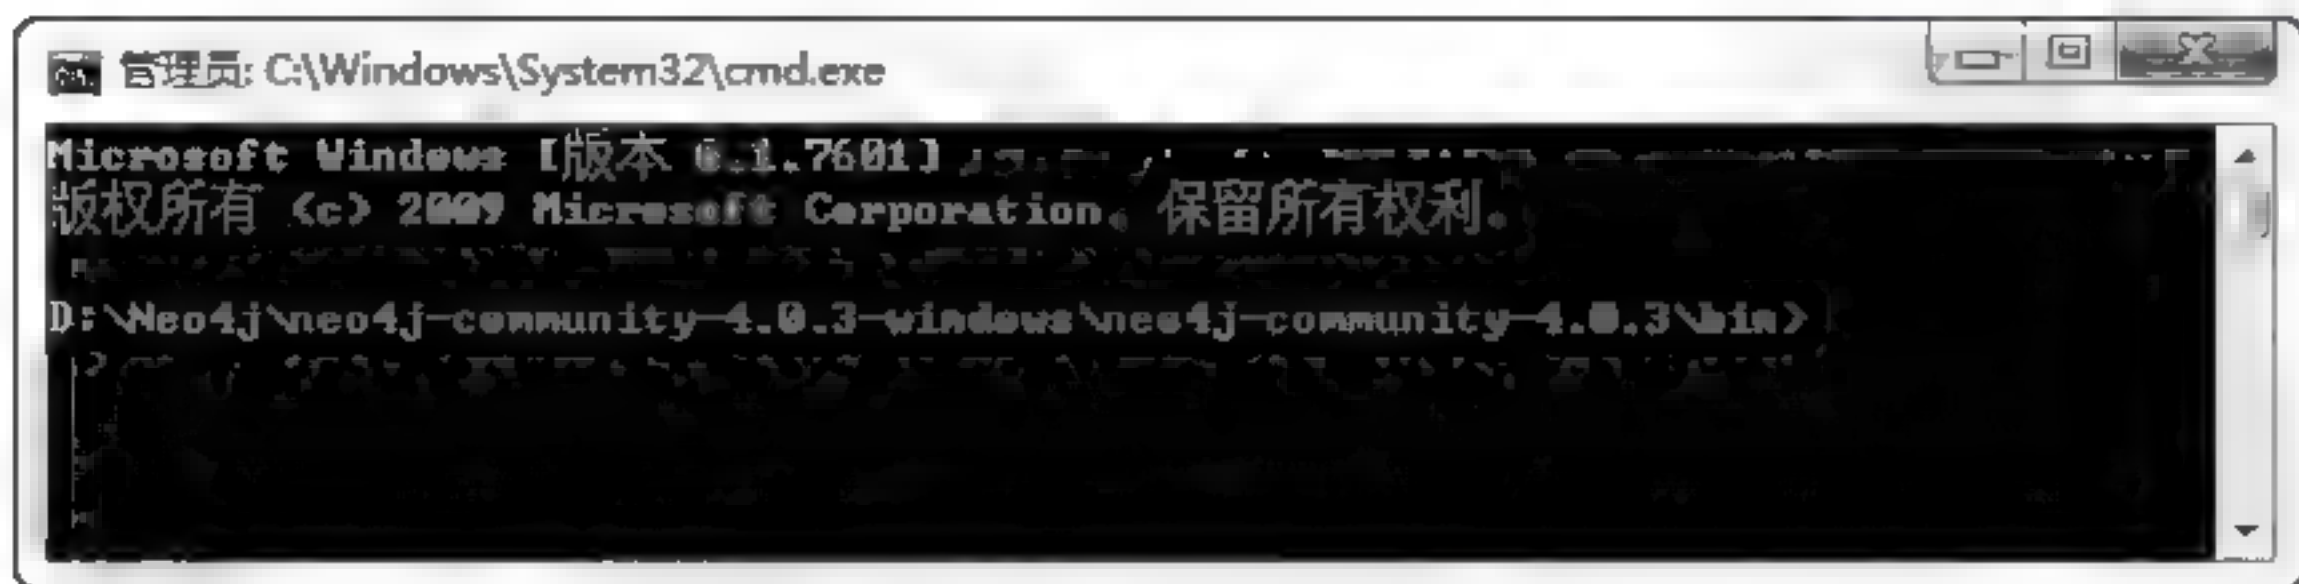 管理员: C:\Windows\System32\cmd.exe
Microsoft Windows [版本 6.1.7601]
版权所有 (c) 2009 Microsoft Corporation。保留所有权利。
D:\Neo4j\neo4j-community-4.0.3-windows\neo4j-community-4.0.3\bin>